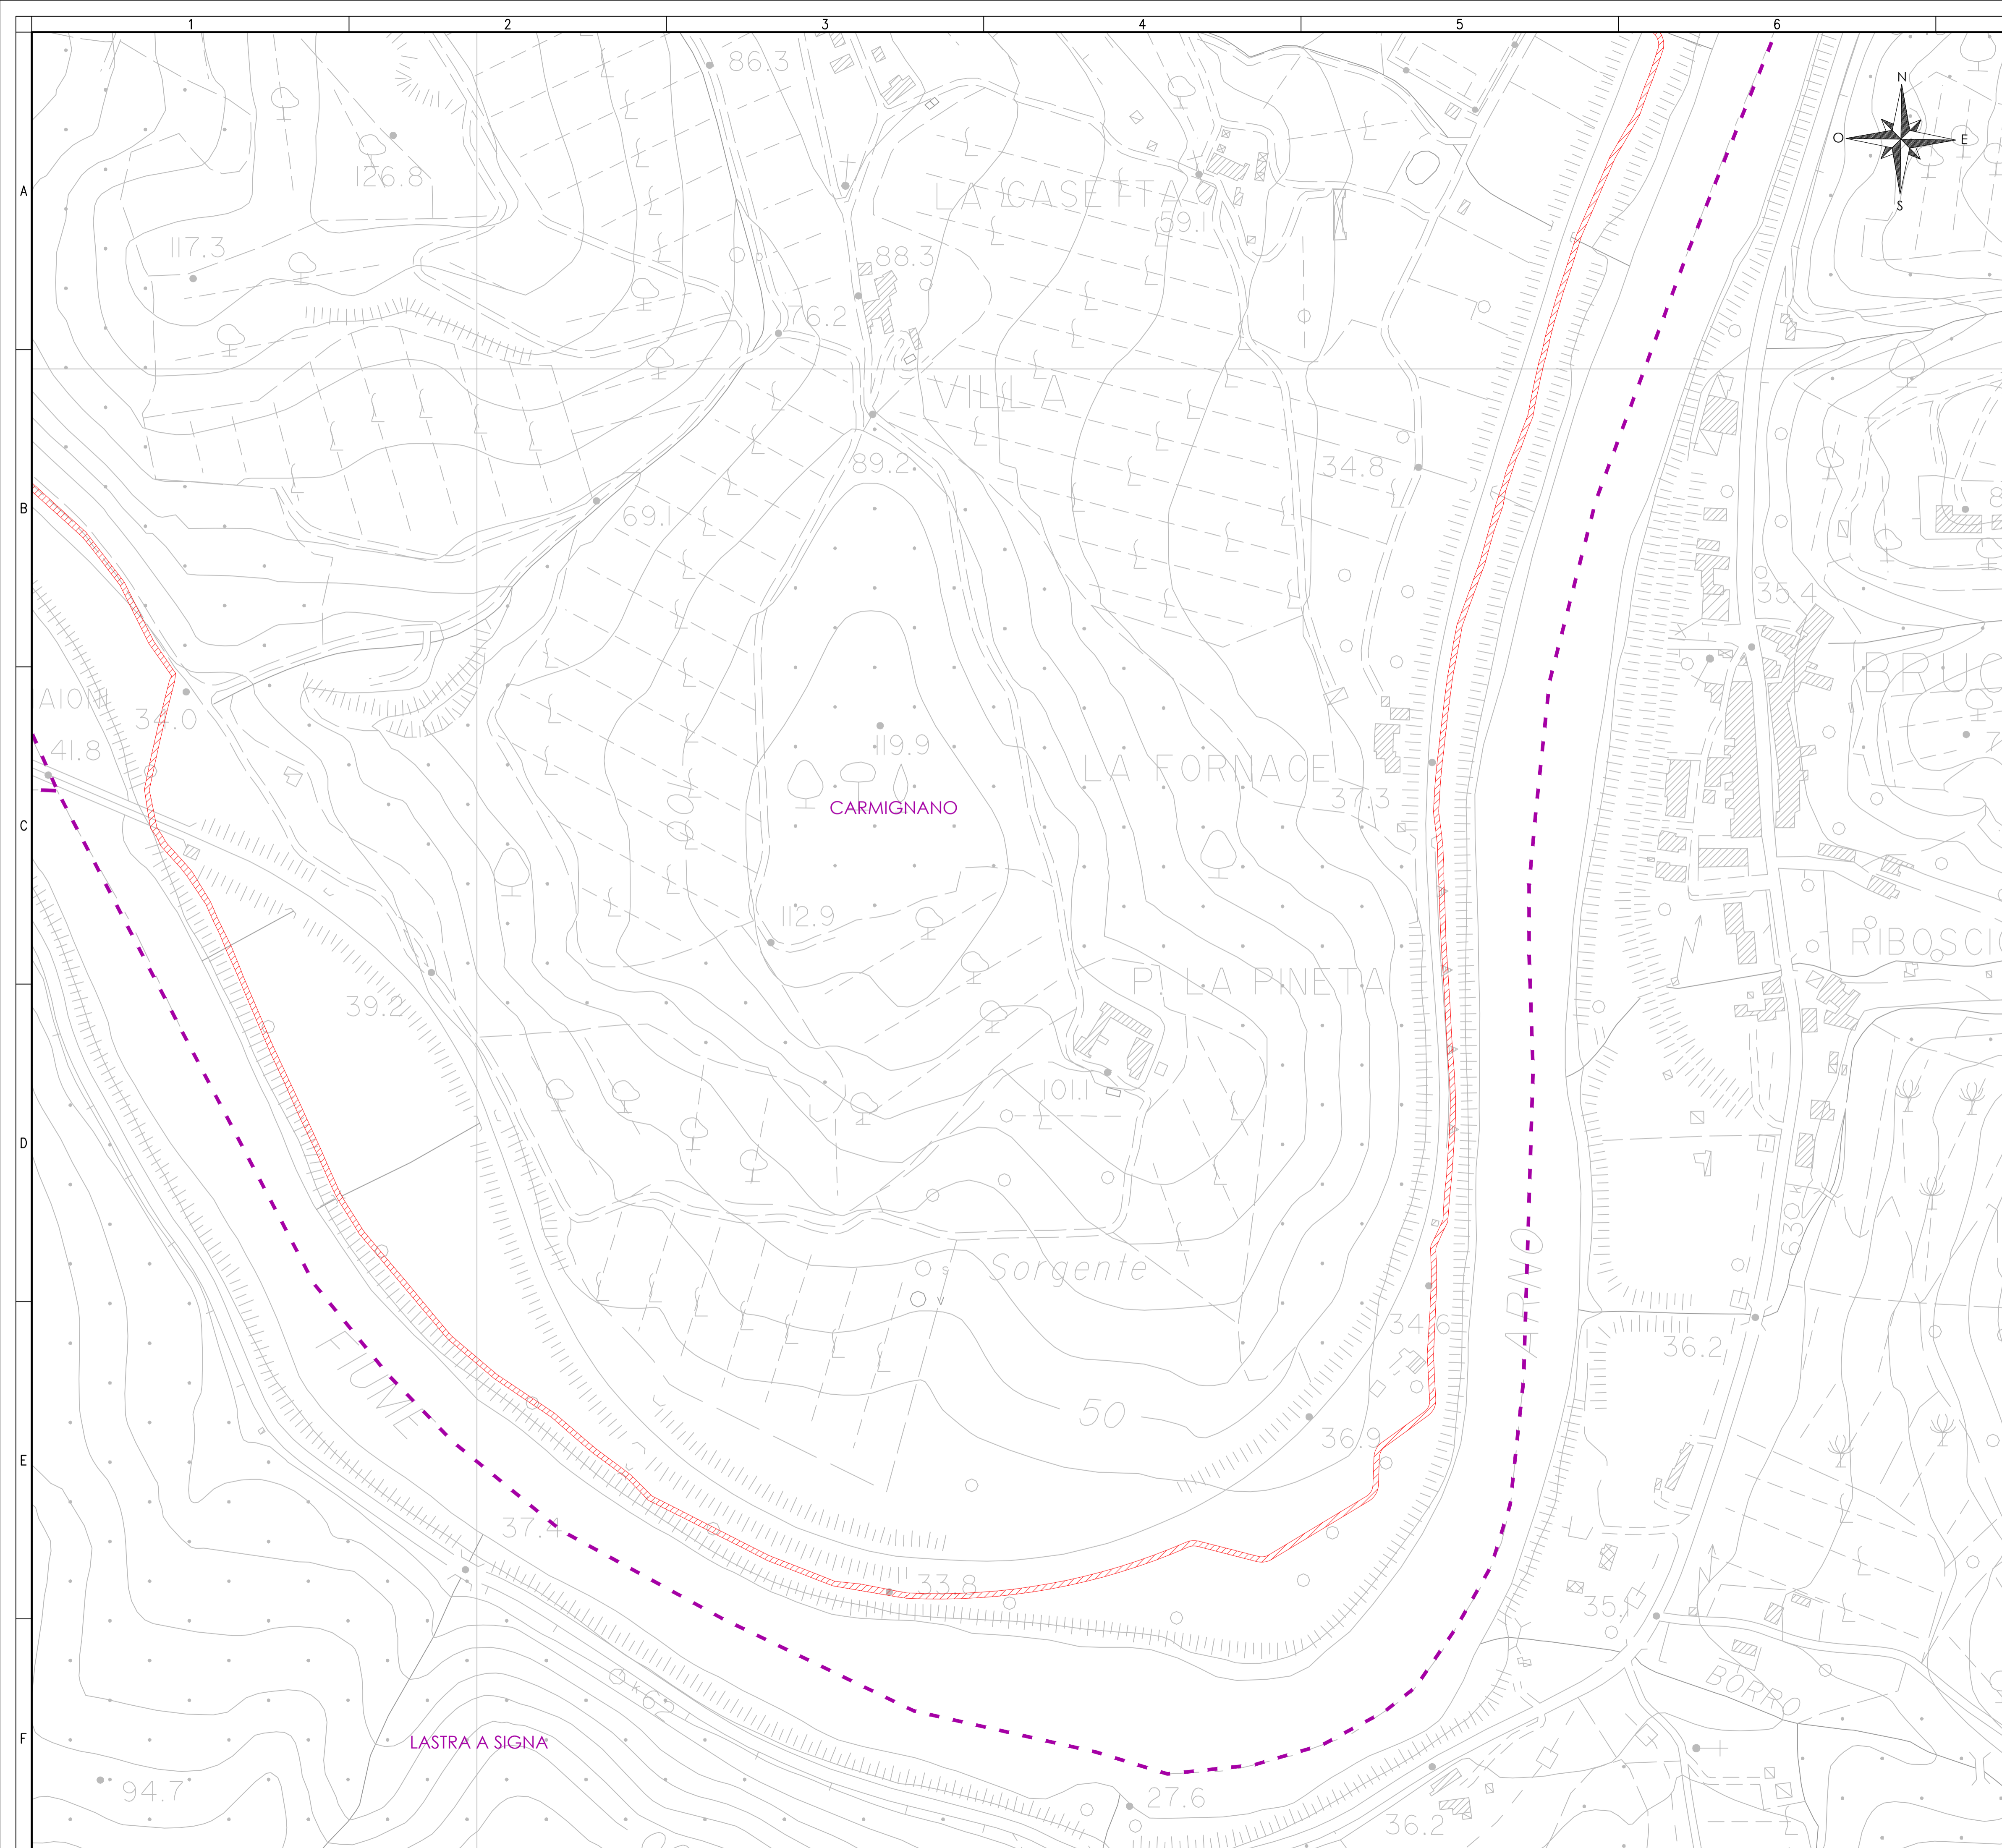 1 2 3 4 5 6
N
O E
S
86.3
126.8
A
LA CASETTA
59.1
117.3
88.3
76.2
VILLA
89.2
34.8
B
69.1
35.4
34.0
41.8
119.9
LA FORNACE
37.3
CARMIGNANO
C
100
112.9
P. LA PINETA
39.2
101.1
D
ARNO
Sorgente
s
34.6
36.2
FIUME
50
36.9
E
37.4
33.8
35.1
BORRO
LASTRA A SIGNA
F
94.7
27.6
36.2